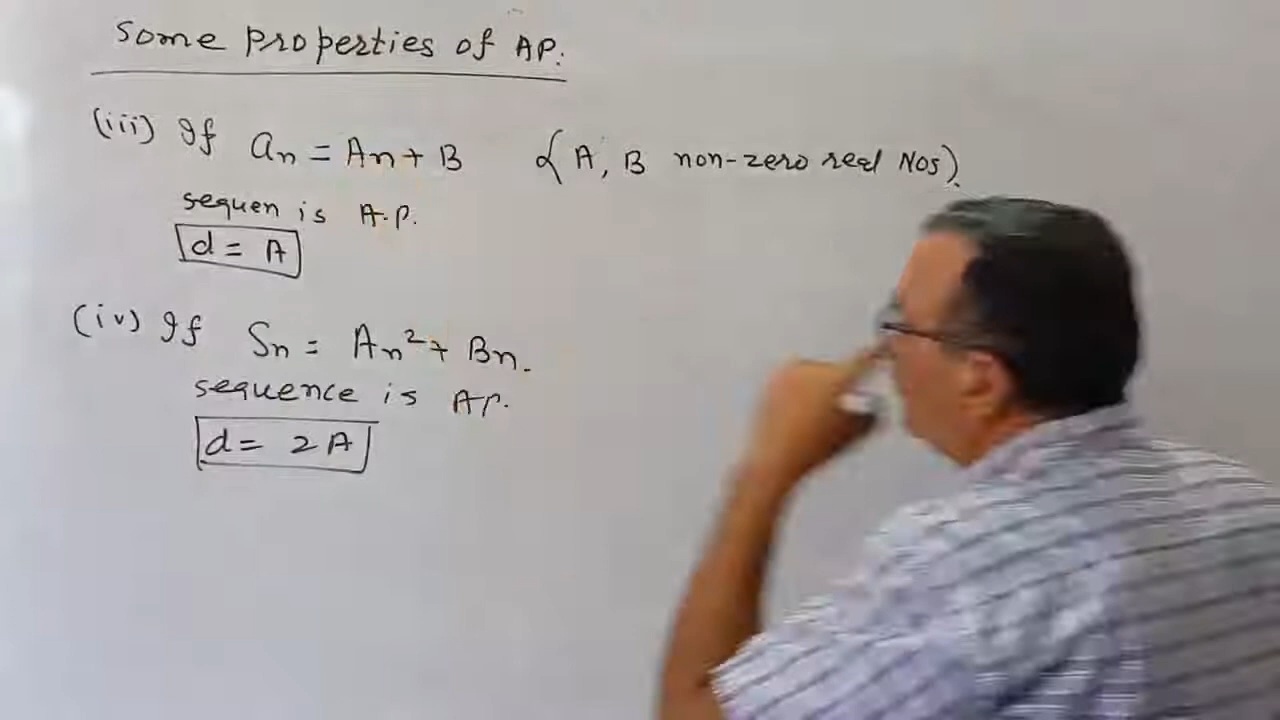 Some properties of AP.
(iii) If an = An + B { A, B non-zero real Nos).
sequen is A.P.
d = A
(iv) If Sn = An² + Bn.
sequence is AP.
d = 2A